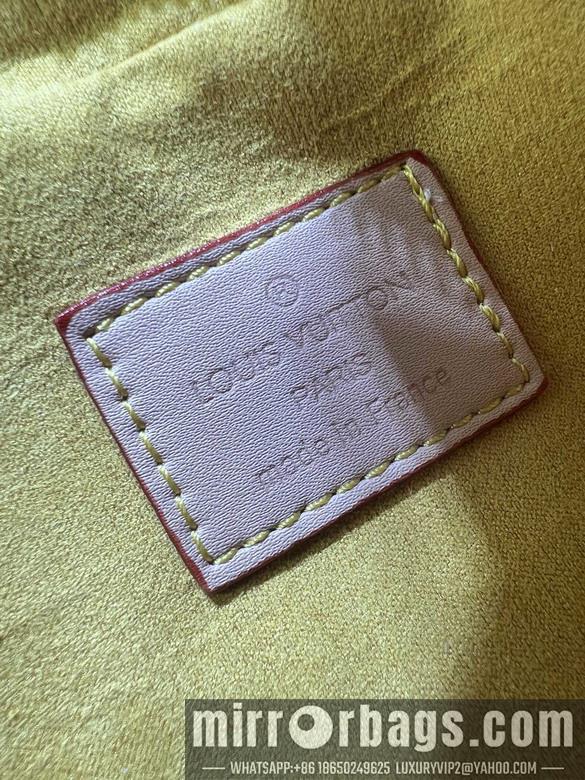 LOUIS VUITTON
PARIS
made in France
mirrorbags.com
WHATSAPP:+86 18650249625 LUXURYVIP2@YAHOO.COM